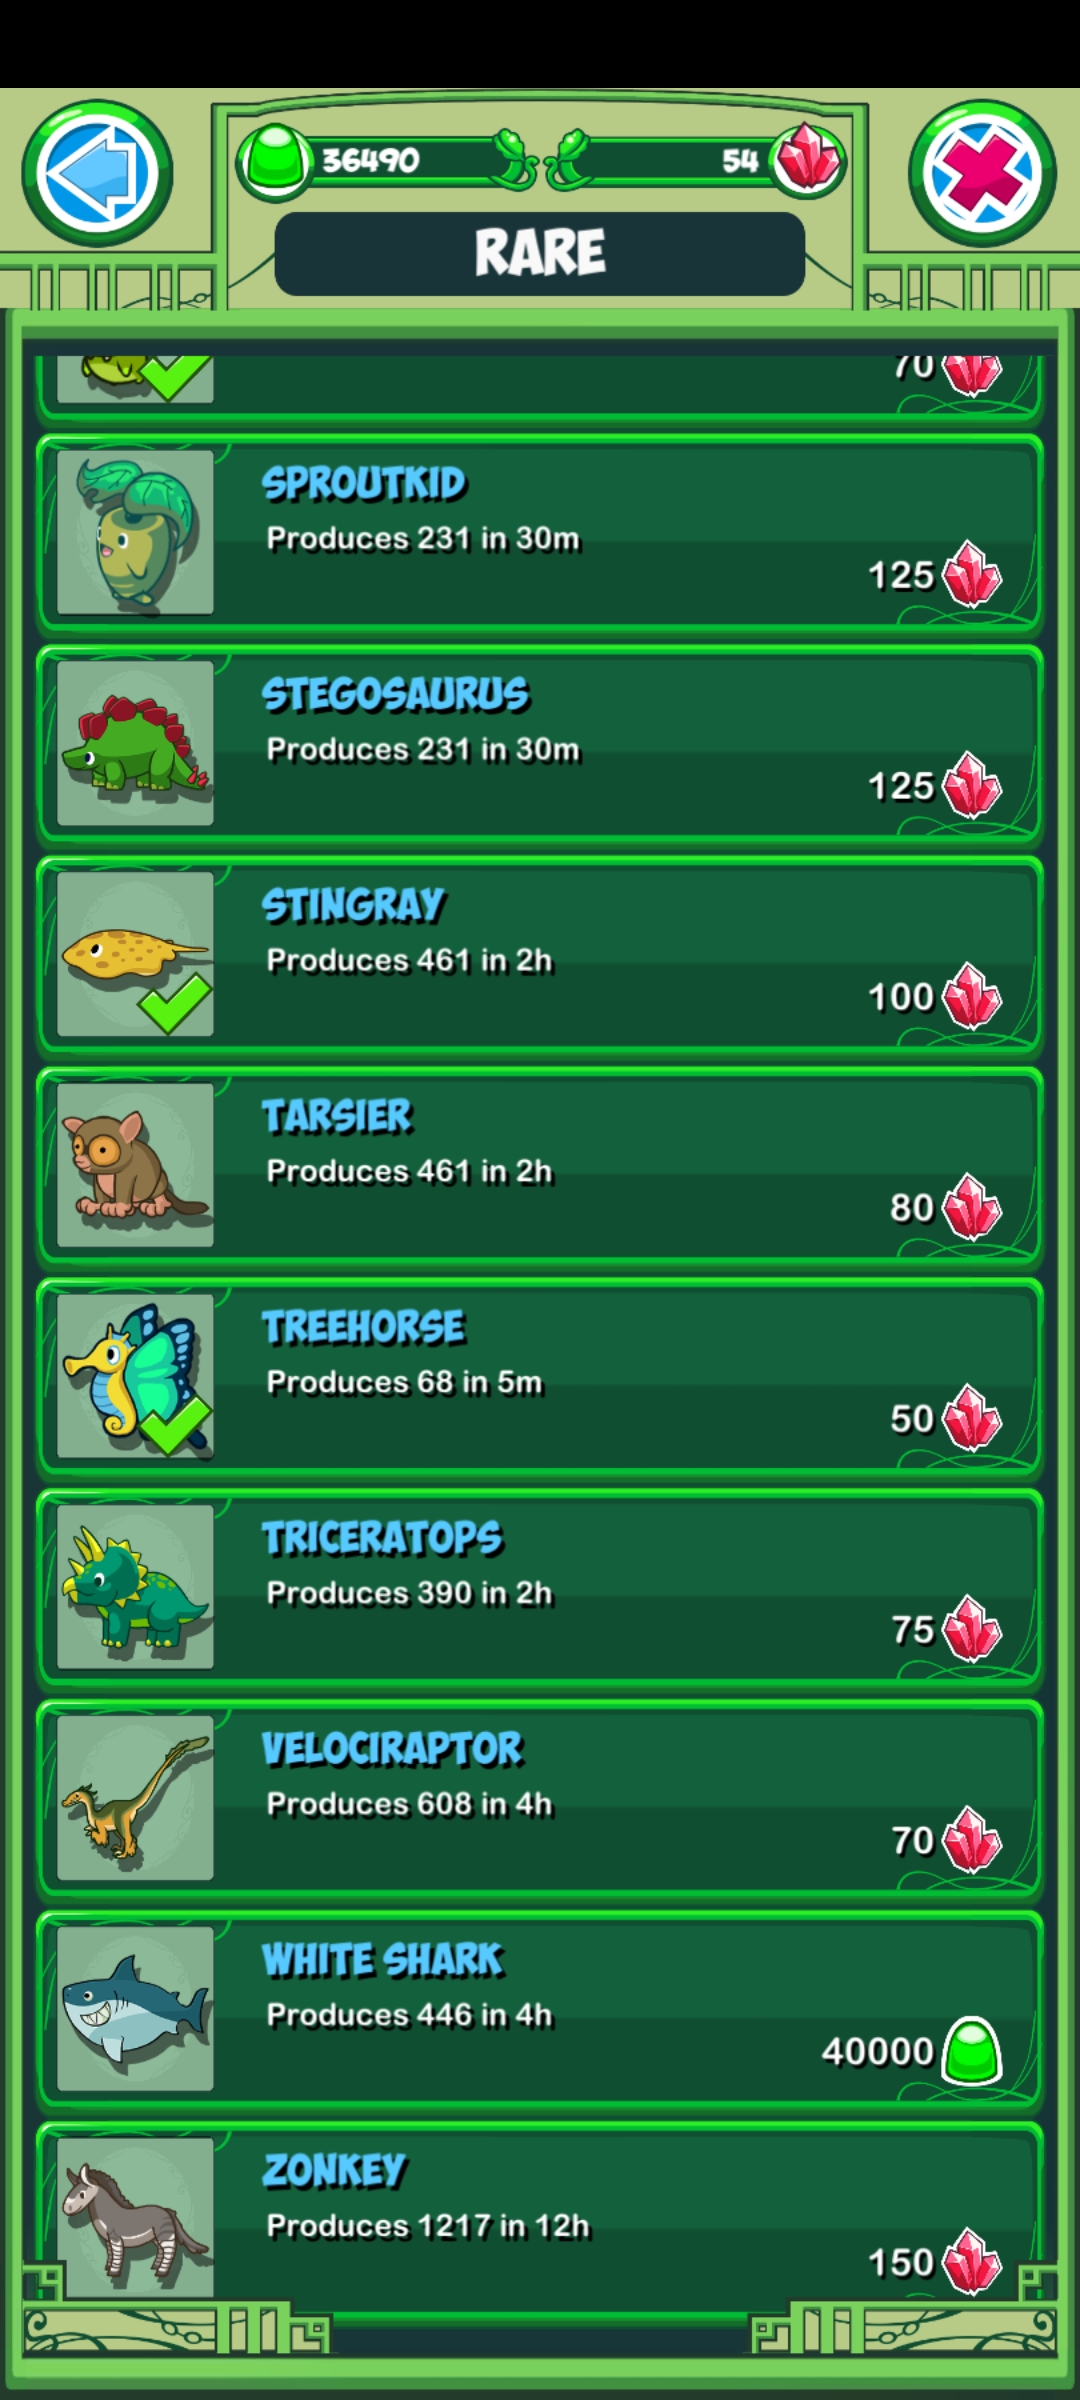 36490
54
RARE
70
SPROUTKID
Produces 231 in 30m
125
STEGOSAURUS
Produces 231 in 30m
125
STINGRAY
Produces 461 in 2h
100
TARSIER
Produces 461 in 2h
80
TREEHORSE
Produces 68 in 5m
50
TRICERATOPS
Produces 390 in 2h
75
VELOCIRAPTOR
Produces 608 in 4h
70
WHITE SHARK
Produces 446 in 4h
40000
ZONKEY
Produces 1217 in 12h
150